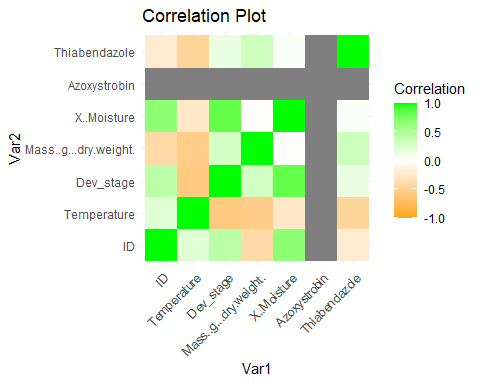 Correlation Plot
Thiabendazole
Azoxystrobin
X..Moisture
Mass..g...dry.weight.
Dev_stage
Temperature
ID
Var2
ID
Temperature
Dev_stage
Mass..g...dry.weight.
X..Moisture
Azoxystrobin
Thiabendazole
Var1
Correlation
1.0
0.5
0.0
-0.5
-1.0